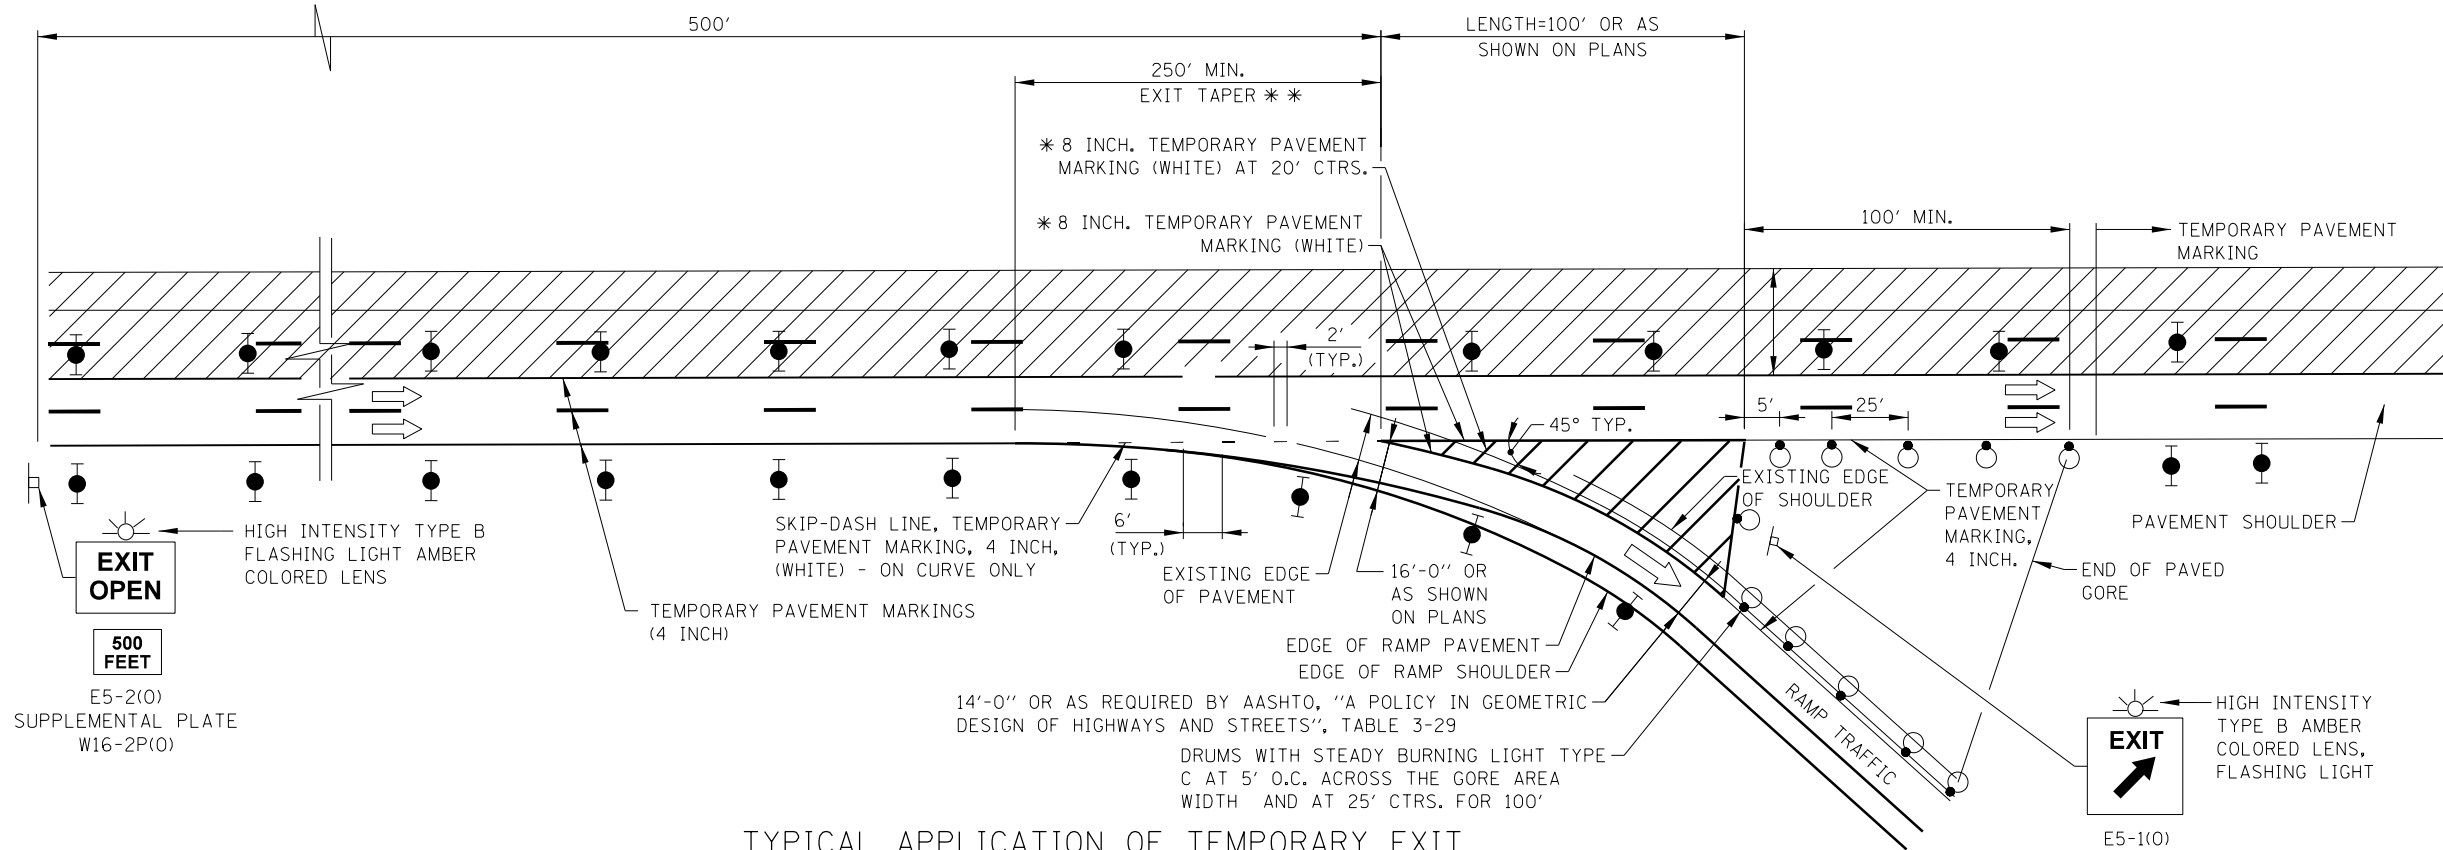 500'
LENGTH=100' OR AS
SHOWN ON PLANS
250' MIN.
EXIT TAPER * *
* 8 INCH. TEMPORARY PAVEMENT
MARKING (WHITE) AT 20' CTRS.
* 8 INCH. TEMPORARY PAVEMENT
MARKING (WHITE)
100' MIN.
TEMPORARY PAVEMENT
MARKING
2'
(TYP.)
5'
25'
45° TYP.
EXISTING EDGE
OF SHOULDER
TEMPORARY
PAVEMENT
MARKING,
4 INCH.
PAVEMENT SHOULDER
END OF PAVED
GORE
HIGH INTENSITY TYPE B
FLASHING LIGHT AMBER
COLORED LENS
EXIT
OPEN
500
FEET
E5-2(O)
SUPPLEMENTAL PLATE
W16-2P(O)
TEMPORARY PAVEMENT MARKINGS
(4 INCH)
SKIP-DASH LINE, TEMPORARY
PAVEMENT MARKING, 4 INCH,
(WHITE) - ON CURVE ONLY
6'
(TYP.)
EXISTING EDGE
OF PAVEMENT
16'-0'' OR
AS SHOWN
ON PLANS
EDGE OF RAMP PAVEMENT
EDGE OF RAMP SHOULDER
14'-0'' OR AS REQUIRED BY AASHTO, ''A POLICY IN GEOMETRIC
DESIGN OF HIGHWAYS AND STREETS'', TABLE 3-29
DRUMS WITH STEADY BURNING LIGHT TYPE
C AT 5' O.C. ACROSS THE GORE AREA
WIDTH AND AT 25' CTRS. FOR 100'
RAMP TRAFFIC
HIGH INTENSITY
TYPE B AMBER
COLORED LENS,
FLASHING LIGHT
EXIT
E5-1(O)
TYPICAL APPLICATION OF TEMPORARY EXIT